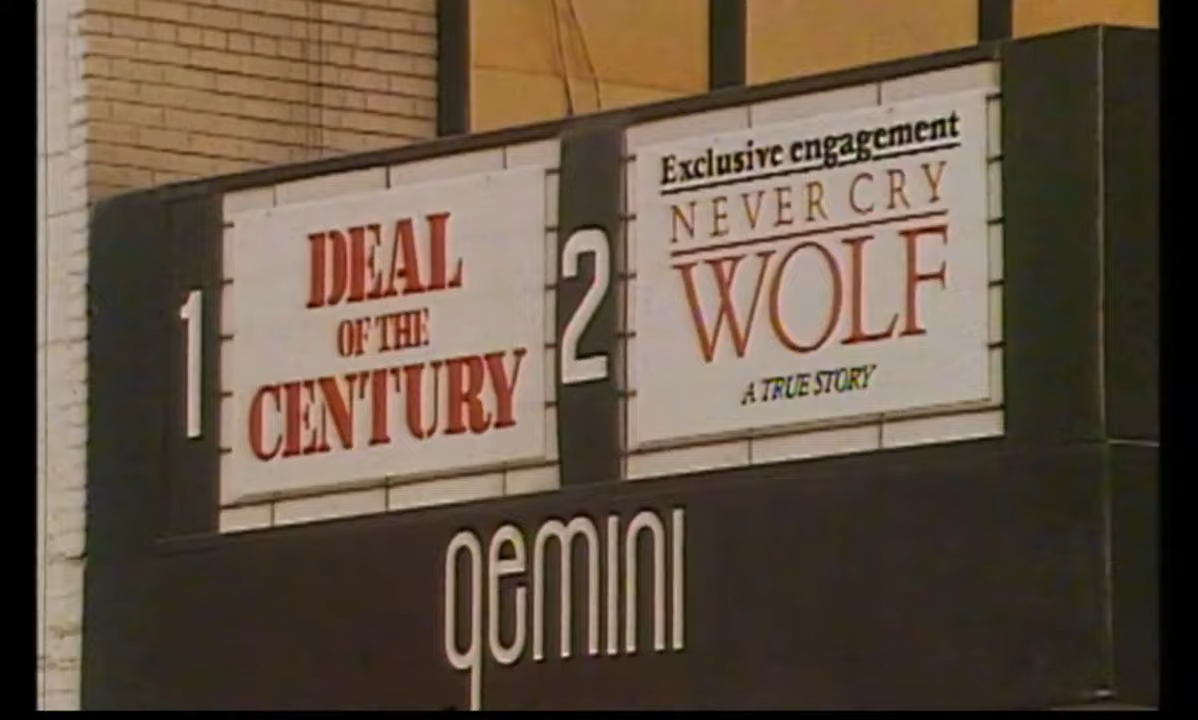 1
DEAL
OF THE
CENTURY
2
Exclusive engagement
NEVER CRY
WOLF
A TRUE STORY
gemini